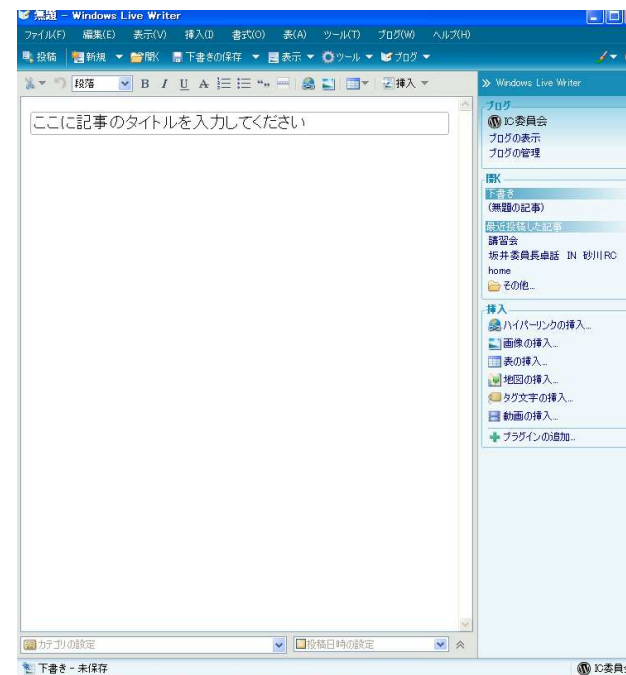 無題 - Windows Live Writer
ファイル(F) 編集(E) 表示(V) 挿入(I) 書式(O) 表(A) ツール(T) ブログ(W) ヘルプ(H)
投稿 新規 開く 下書きの保存 表示 ツール ブログ
段落 B I U A 挿入
ここに記事のタイトルを入力してください
Windows Live Writer
ブログ
IC委員会
ブログの表示
ブログの管理
開く
下書き
(無題の記事)
最近投稿した記事
講習会
坂井委員長卓話 IN 砂川RC
home
その他...
挿入
ハイパーリンクの挿入...
画像の挿入...
表の挿入...
地図の挿入...
タグ文字の挿入...
動画の挿入...
プラグインの追加...
カテゴリの設定 投稿日時の設定
下書き - 未保存 IC委員